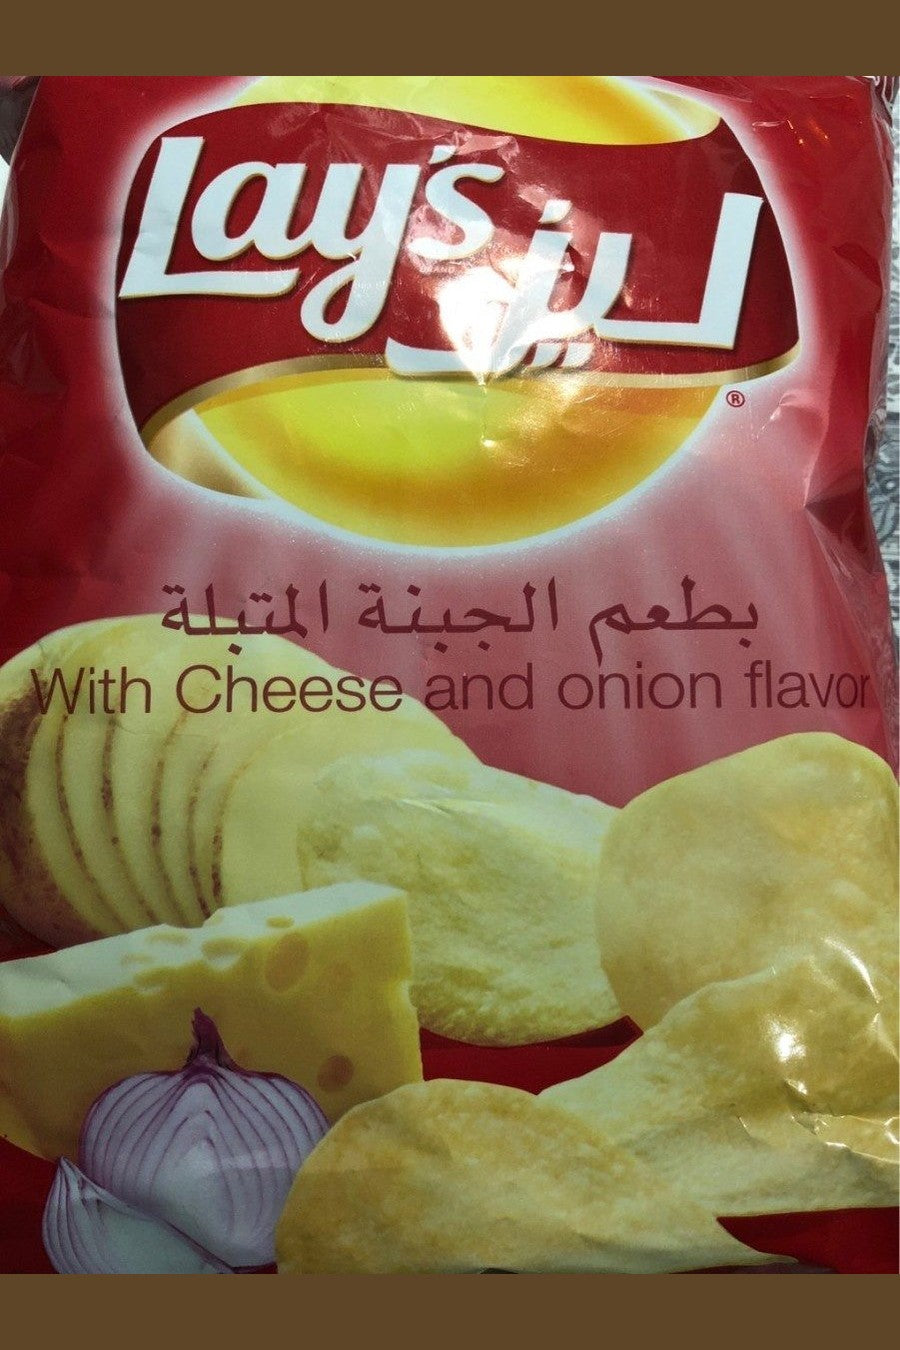 Lay's ليز
®
بطعم الجبنة المتبلة
With Cheese and onion flavor